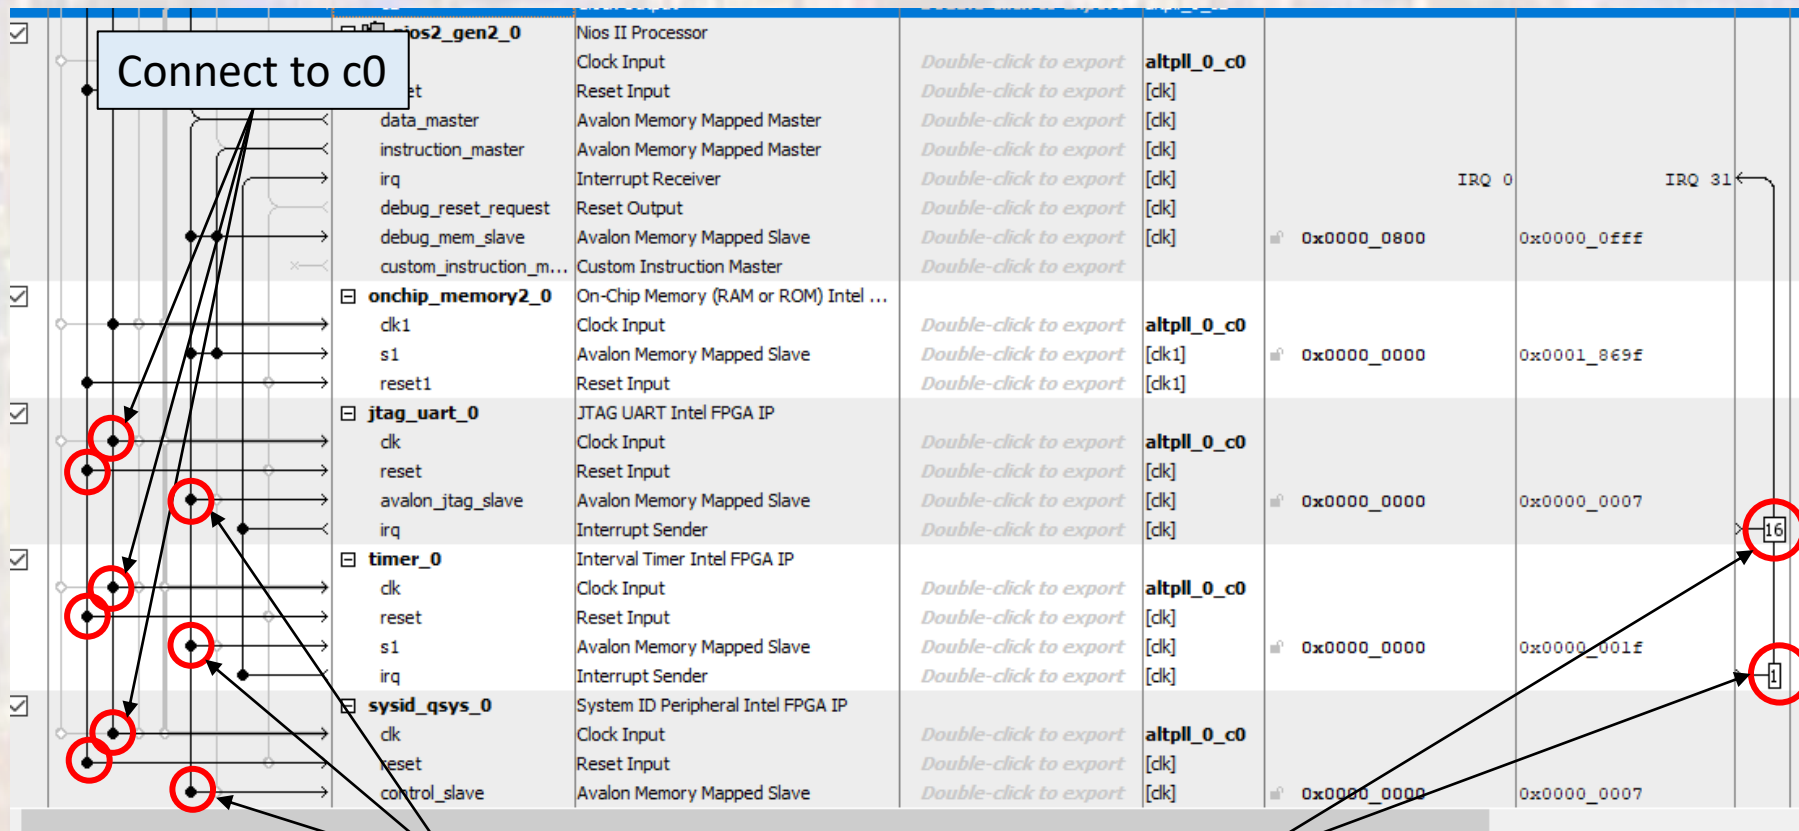 nios2_gen2_0 Nios II Processor
Connect to c0
Clock Input Double-click to export altpll_0_c0
Reset Input Double-click to export [clk]
data_master Avalon Memory Mapped Master Double-click to export [clk]
instruction_master Avalon Memory Mapped Master Double-click to export [clk]
irq Interrupt Receiver Double-click to export [clk] IRQ 0 IRQ 31
debug_reset_request Reset Output Double-click to export [clk]
debug_mem_slave Avalon Memory Mapped Slave Double-click to export [clk] 0x0000_0800 0x0000_0fff
custom_instruction_m... Custom Instruction Master Double-click to export
onchip_memory2_0 On-Chip Memory (RAM or ROM) Intel ...
clk1 Clock Input Double-click to export altpll_0_c0
s1 Avalon Memory Mapped Slave Double-click to export [clk1] 0x0000_0000 0x0001_869f
reset1 Reset Input Double-click to export [clk1]
jtag_uart_0 JTAG UART Intel FPGA IP
clk Clock Input Double-click to export altpll_0_c0
reset Reset Input Double-click to export [clk]
avalon_jtag_slave Avalon Memory Mapped Slave Double-click to export [clk] 0x0000_0000 0x0000_0007
irq Interrupt Sender Double-click to export [clk] 16
timer_0 Interval Timer Intel FPGA IP
clk Clock Input Double-click to export altpll_0_c0
reset Reset Input Double-click to export [clk]
s1 Avalon Memory Mapped Slave Double-click to export [clk] 0x0000_0000 0x0000_001f
irq Interrupt Sender Double-click to export [clk] 1
sysid_qsys_0 System ID Peripheral Intel FPGA IP
clk Clock Input Double-click to export altpll_0_c0
reset Reset Input Double-click to export [clk]
control_slave Avalon Memory Mapped Slave Double-click to export [clk] 0x0000_0000 0x0000_0007